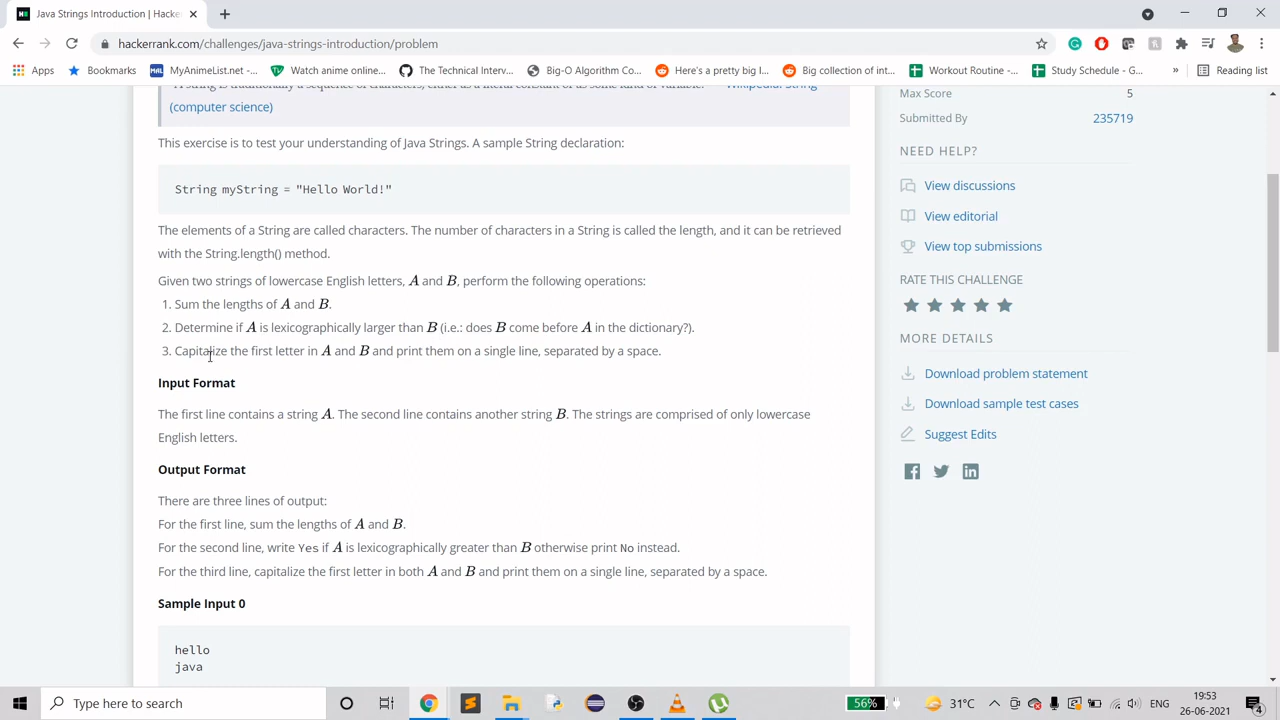 Java Strings Introduction | Hacke
hackerrank.com/challenges/java-strings-introduction/problem
Apps Bookmarks MyAnimeList.net -... Watch anime online... The Technical Interv... Big-O Algorithm Co... Here's a pretty big l... Big collection of int... Workout Routine -... Study Schedule - G... » Reading list
(computer science)
This exercise is to test your understanding of Java Strings. A sample String declaration:
String myString = "Hello World!"
The elements of a String are called characters. The number of characters in a String is called the length, and it can be retrieved
with the String.length() method.
Given two strings of lowercase English letters, A and B, perform the following operations:
1. Sum the lengths of A and B.
2. Determine if A is lexicographically larger than B (i.e.: does B come before A in the dictionary?).
3. Capitalize the first letter in A and B and print them on a single line, separated by a space.
Input Format
The first line contains a string A. The second line contains another string B. The strings are comprised of only lowercase
English letters.
Output Format
There are three lines of output:
For the first line, sum the lengths of A and B.
For the second line, write Yes if A is lexicographically greater than B otherwise print No instead.
For the third line, capitalize the first letter in both A and B and print them on a single line, separated by a space.
Sample Input 0
hello
java
Max Score 5
Submitted By 235719
NEED HELP?
View discussions
View editorial
View top submissions
RATE THIS CHALLENGE
MORE DETAILS
Download problem statement
Download sample test cases
Suggest Edits
Type here to search
56%
31°C
19:53
26-06-2021
4